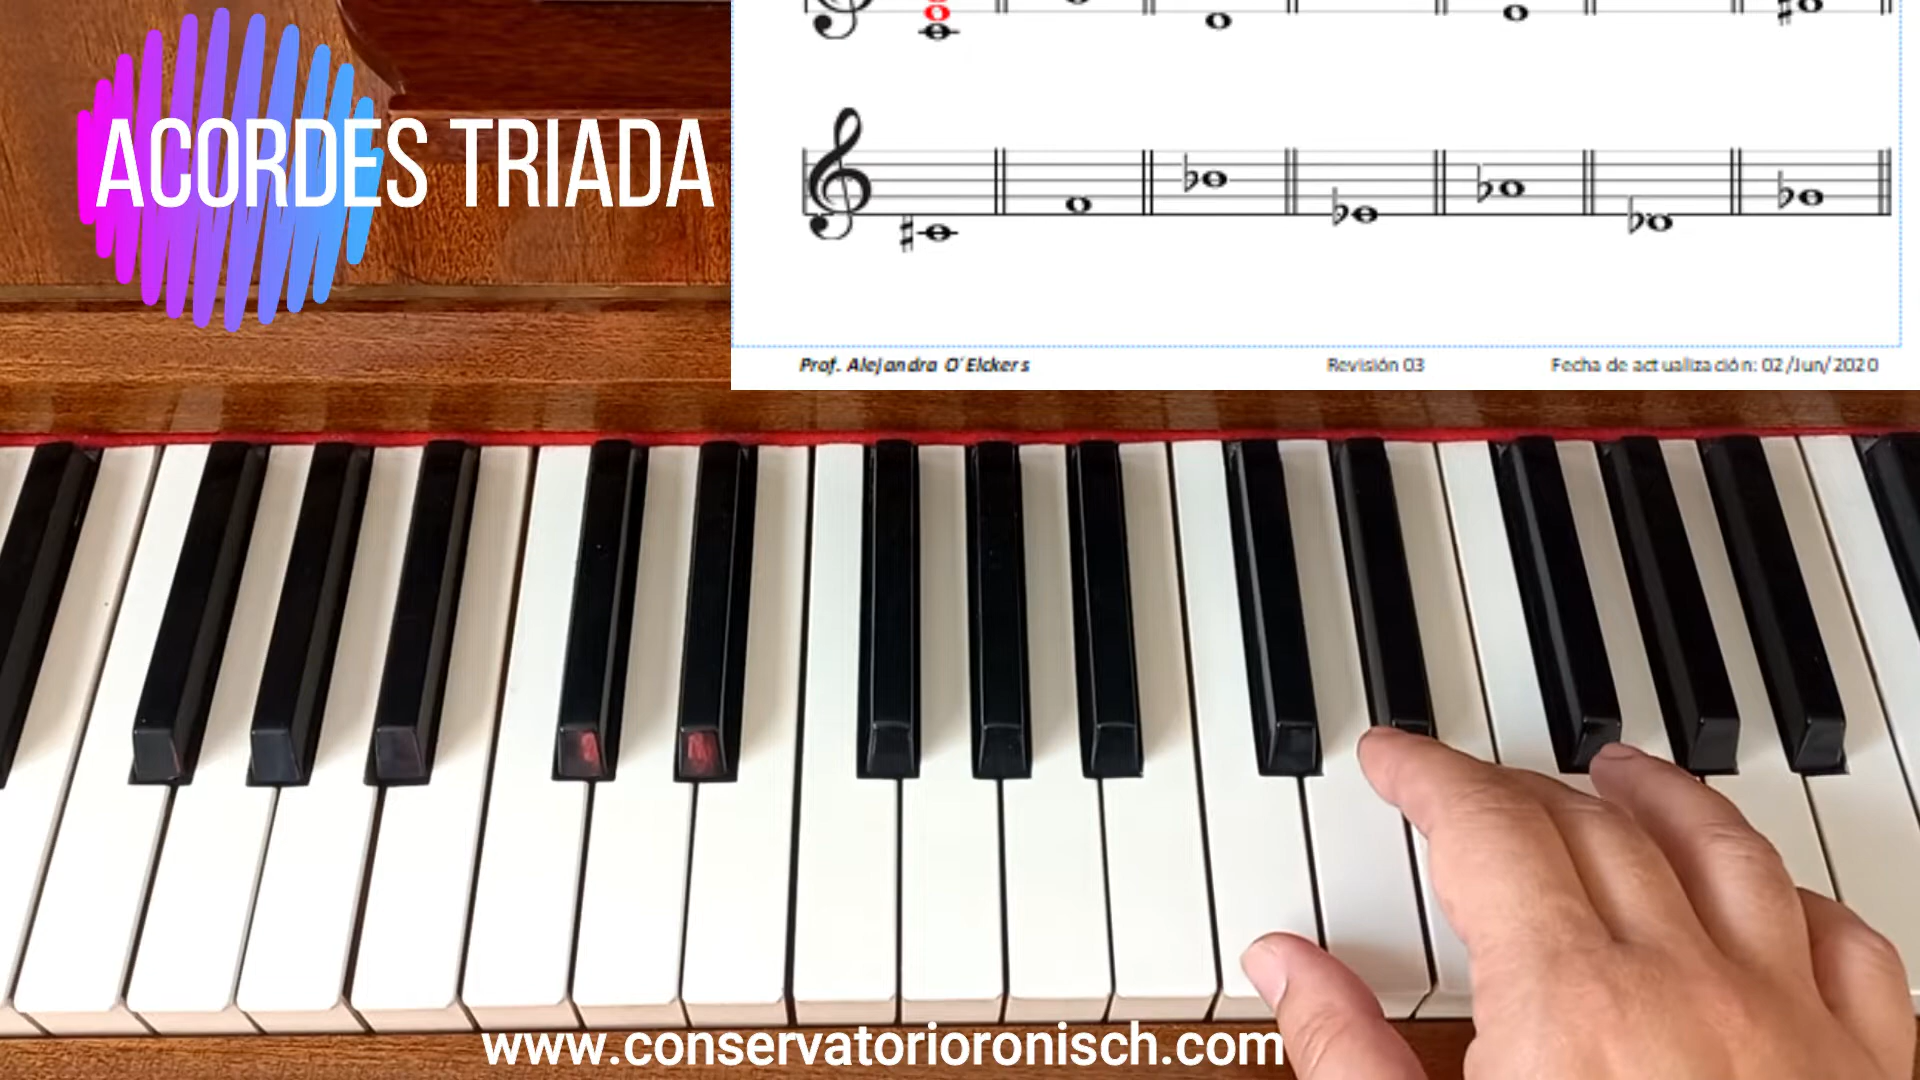 ACORDES TRIADA
Prof. Alejandra O'Elckers Revisión 03 Fecha de actualización: 02/Jun/2020
www.conservatorioronisch.com